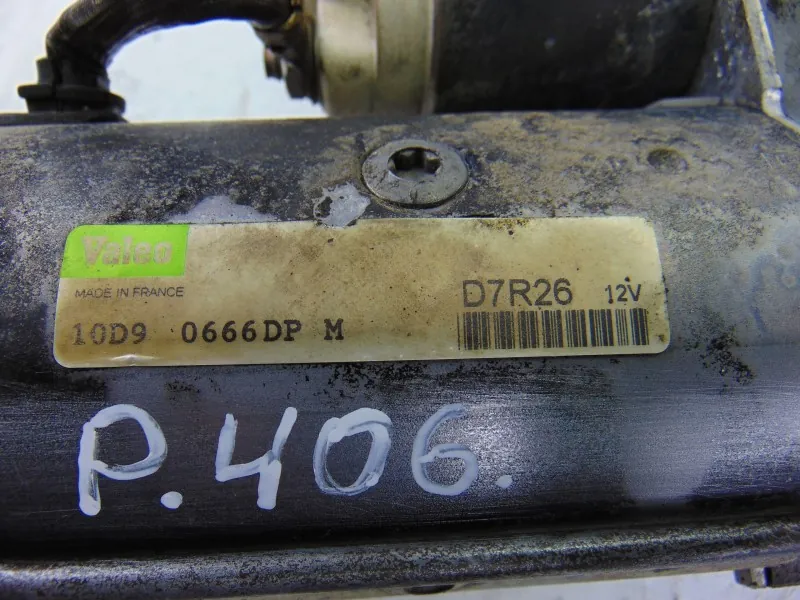 Valeo
MADE IN FRANCE
D7R26 12V
10D9 0666DP M
P.406.